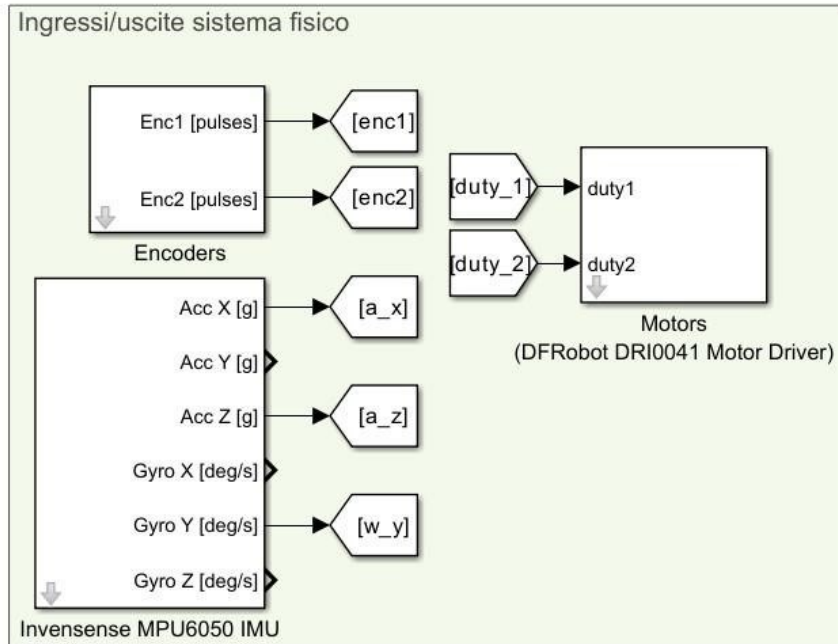 Ingressi/uscite sistema fisico
Enc1 [pulses]
[enc1]
Enc2 [pulses]
[enc2]
Encoders
[duty_1]
duty1
[duty_2]
duty2
Motors
(DFRobot DRI0041 Motor Driver)
Acc X [g]
[a_x]
Acc Y [g]
Acc Z [g]
[a_z]
Gyro X [deg/s]
Gyro Y [deg/s]
[w_y]
Gyro Z [deg/s]
Invensense MPU6050 IMU